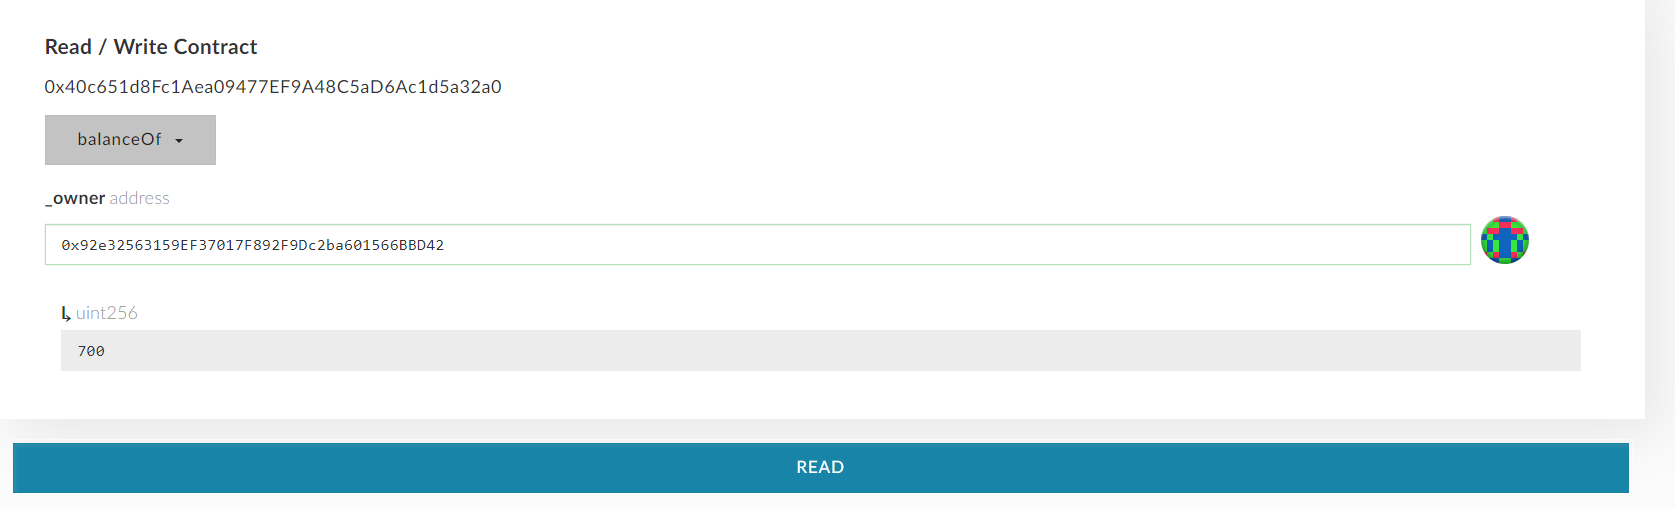 Read / Write Contract
0x40c651d8Fc1Aea09477EF9A48C5aD6Ac1d5a32a0
balanceOf
_owner address
0x92e32563159EF37017F892F9Dc2ba601566BBD42
uint256
700
READ